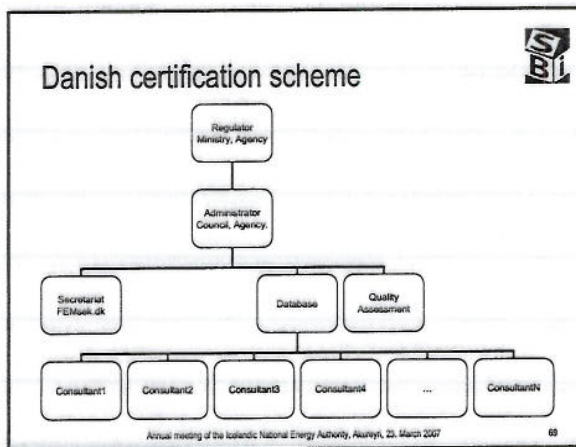 SBi
Danish certification scheme
Regulator
Ministry, Agency
Administrator
Council, Agency.
Secretariat
FEMsek.dk
Database
Quality
Assessment
Consultant1
Consultant2
Consultant3
Consultant4
...
ConsultantN
Annual meeting of the Icelandic National Energy Authority, Akureyri, 23. March 2007
69